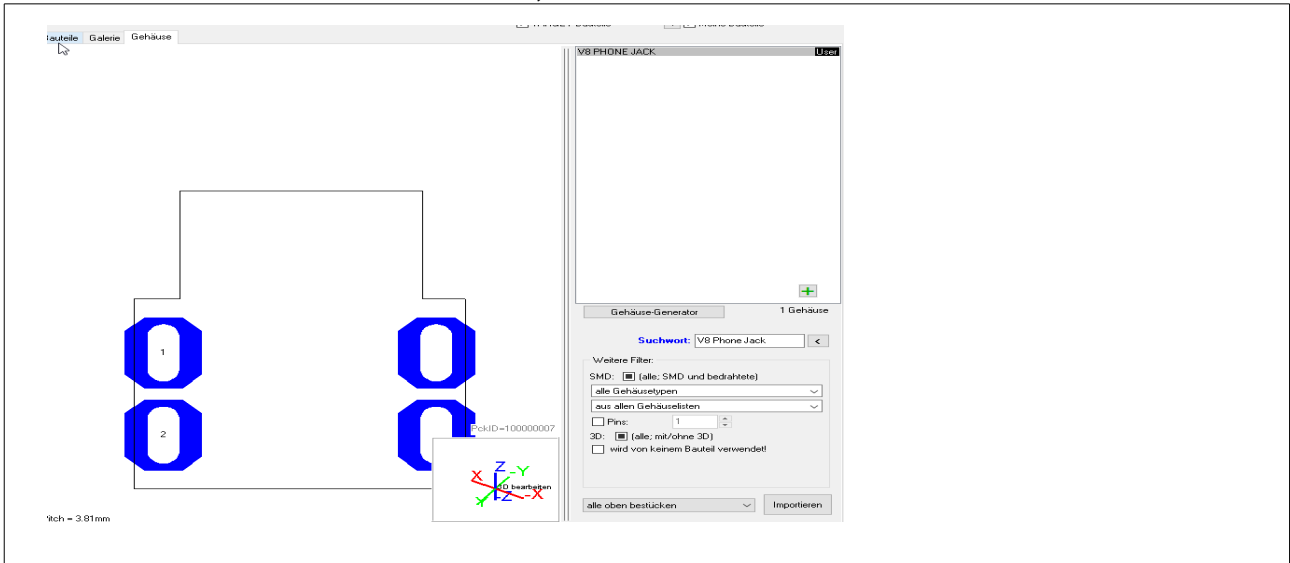 Bauteile Galerie Gehäuse
V8 PHONE JACK User
1
2
PckID=100000007
Z -Y
X
3D bearbeiten
Y -Z -X
Pitch = 3.81mm
Gehäuse-Generator 1 Gehäuse
Suchwort: V8 Phone Jack <
Weitere Filter:
SMD: (alle; SMD und bedrahtete)
alle Gehäusetypen
aus allen Gehäuselisten
Pins: 1
3D: (alle; mit/ohne 3D)
wird von keinem Bauteil verwendet!
alle oben bestücken Importieren